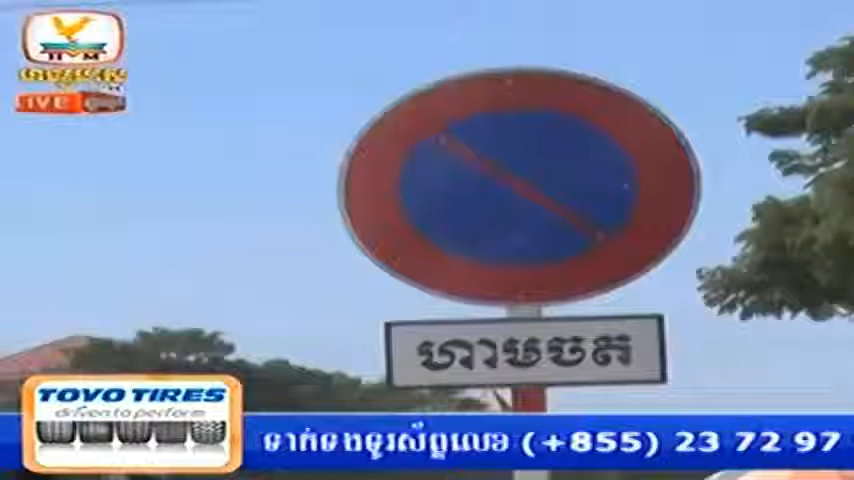 HM
LIVE
ហាមចត
TOYO TIRES
driven to perform
ទាក់ទងទូរស័ព្ទលេខ (+855) 23 72 97